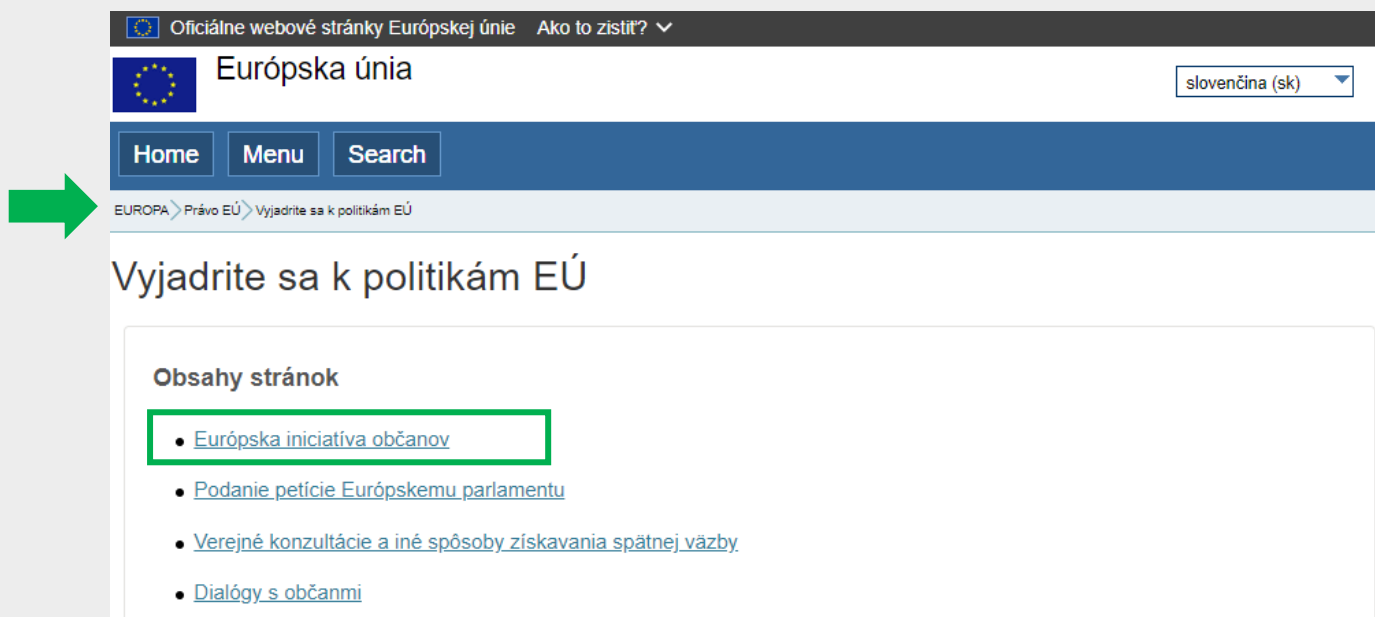 Oficiálne webové stránky Európskej únie Ako to zistiť?
Európska únia
slovenčina (sk)
Home Menu Search
EUROPA Právo EÚ Vyjadrite sa k politikám EÚ
Vyjadrite sa k politikám EÚ
Obsahy stránok
Európska iniciatíva občanov
Podanie petície Európskemu parlamentu
Verejné konzultácie a iné spôsoby získavania spätnej väzby
Dialógy s občanmi